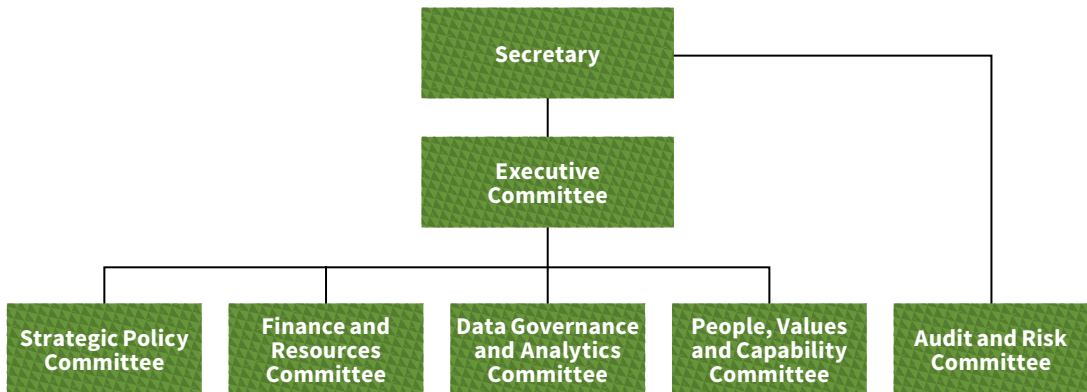 Secretary
Executive
Committee
Strategic Policy
Committee
Finance and
Resources
Committee
Data Governance
and Analytics
Committee
People, Values
and Capability
Committee
Audit and Risk
Committee